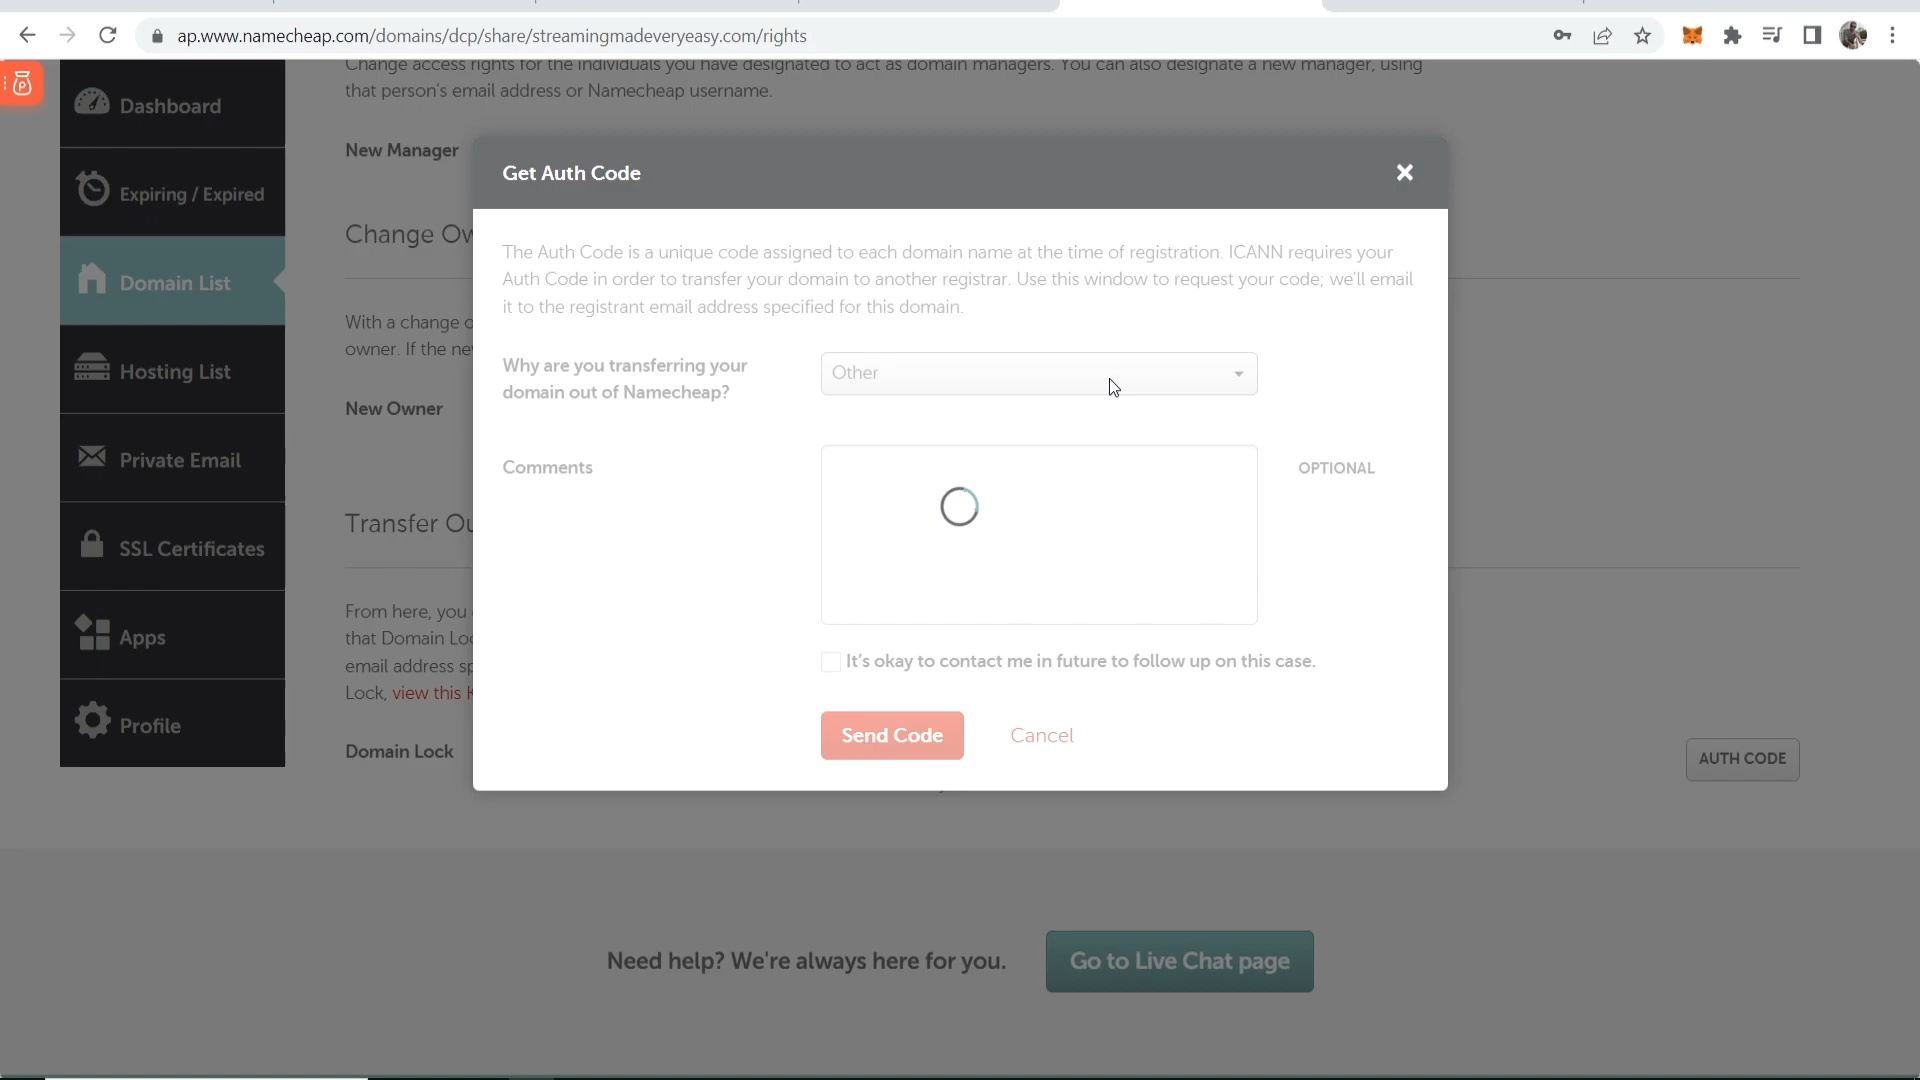 ap.www.namecheap.com/domains/dcp/share/streamingmadeveryeasy.com/rights
Change access rights for the individuals you have designated to act as domain managers. You can also designate a new manager, using
that person's email address or Namecheap username.
Dashboard
Expiring / Expired
Domain List
Hosting List
Private Email
SSL Certificates
Apps
Profile
New Manager
Change Ow
With a change o
owner. If the ne
New Owner
Transfer Ou
From here, you
that Domain Loc
email address sp
Lock, view this K
Domain Lock
AUTH CODE
Get Auth Code
The Auth Code is a unique code assigned to each domain name at the time of registration. ICANN requires your
Auth Code in order to transfer your domain to another registrar. Use this window to request your code; we'll email
it to the registrant email address specified for this domain.
Why are you transferring your
domain out of Namecheap?
Other
Comments
OPTIONAL
It's okay to contact me in future to follow up on this case.
Send Code
Cancel
Need help? We're always here for you.
Go to Live Chat page